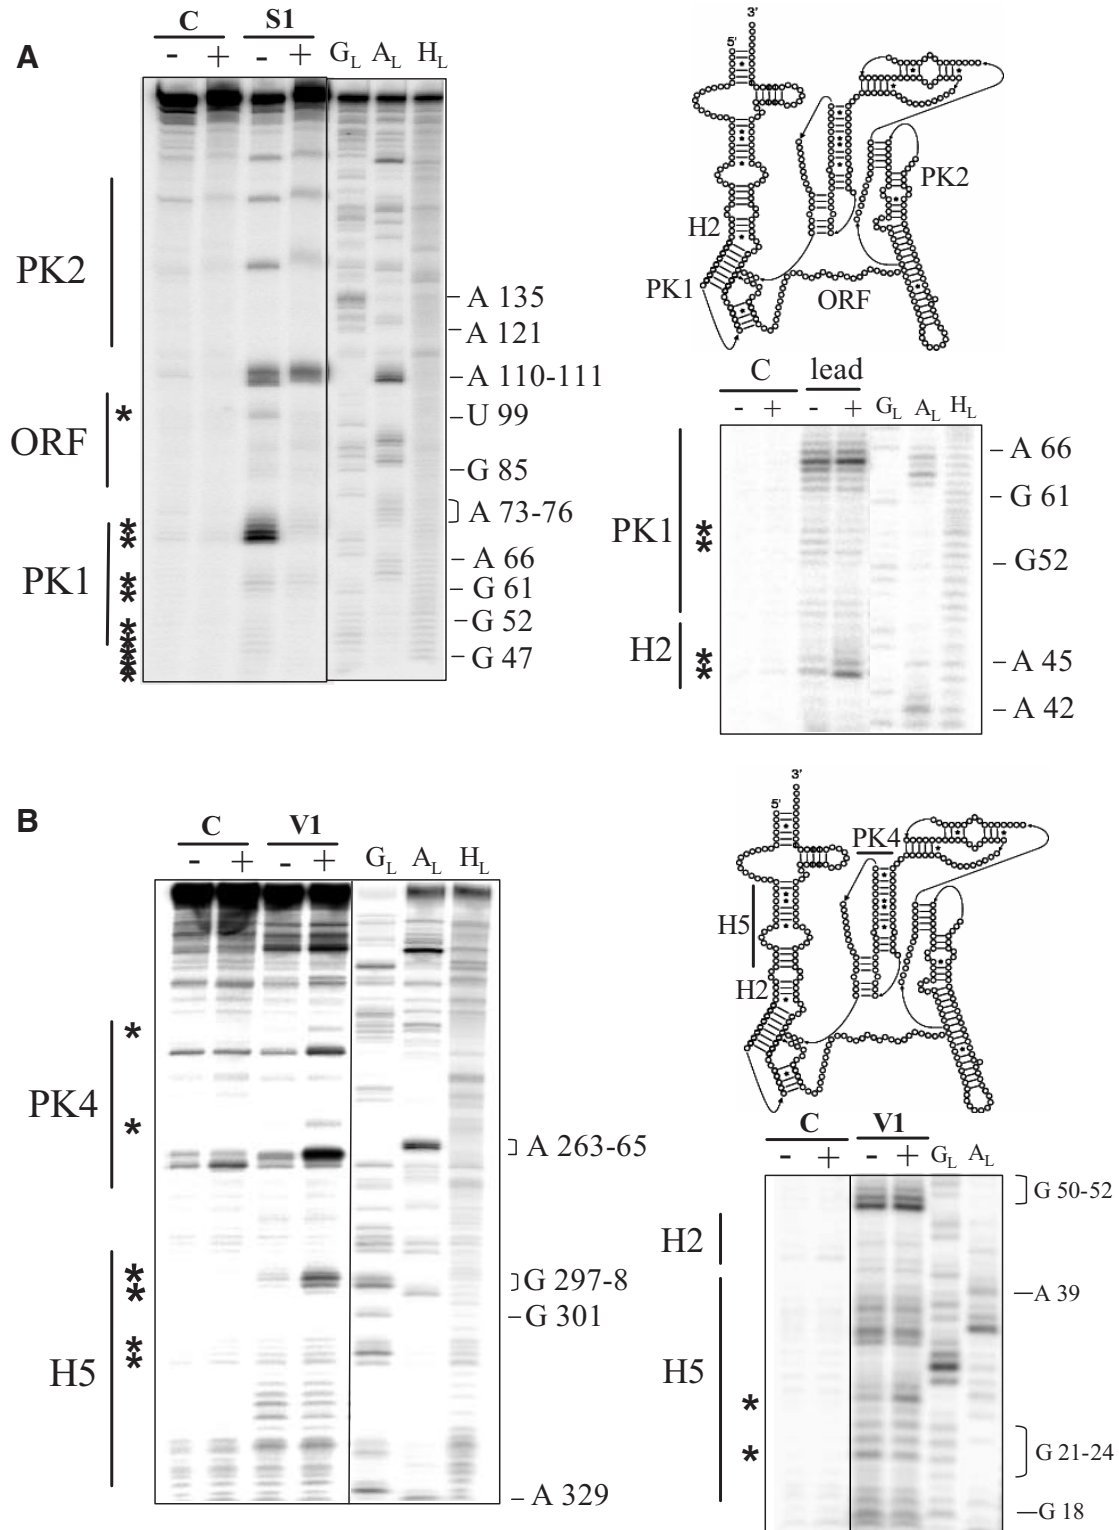 A
C S1
- + - + GL AL HL
PK2
ORF
PK1
*
*
*
*
*
*
*
*
*
*
A 135
A 121
A 110-111
U 99
G 85
A 73-76
A 66
G 61
G 52
G 47
3'
5'
H2
PK1
PK2
ORF
C lead
- + - + GL AL HL
PK1
H2
*
*
*
*
A 66
G 61
G52
A 45
A 42
B
C V1
- + - + GL AL HL
PK4
H5
*
*
*
*
*
*
A 263-65
G 297-8
G 301
A 329
3'
5'
PK4
H5
H2
C V1
- + - + GL AL
H2
H5
*
*
G 50-52
A 39
G 21-24
G 18